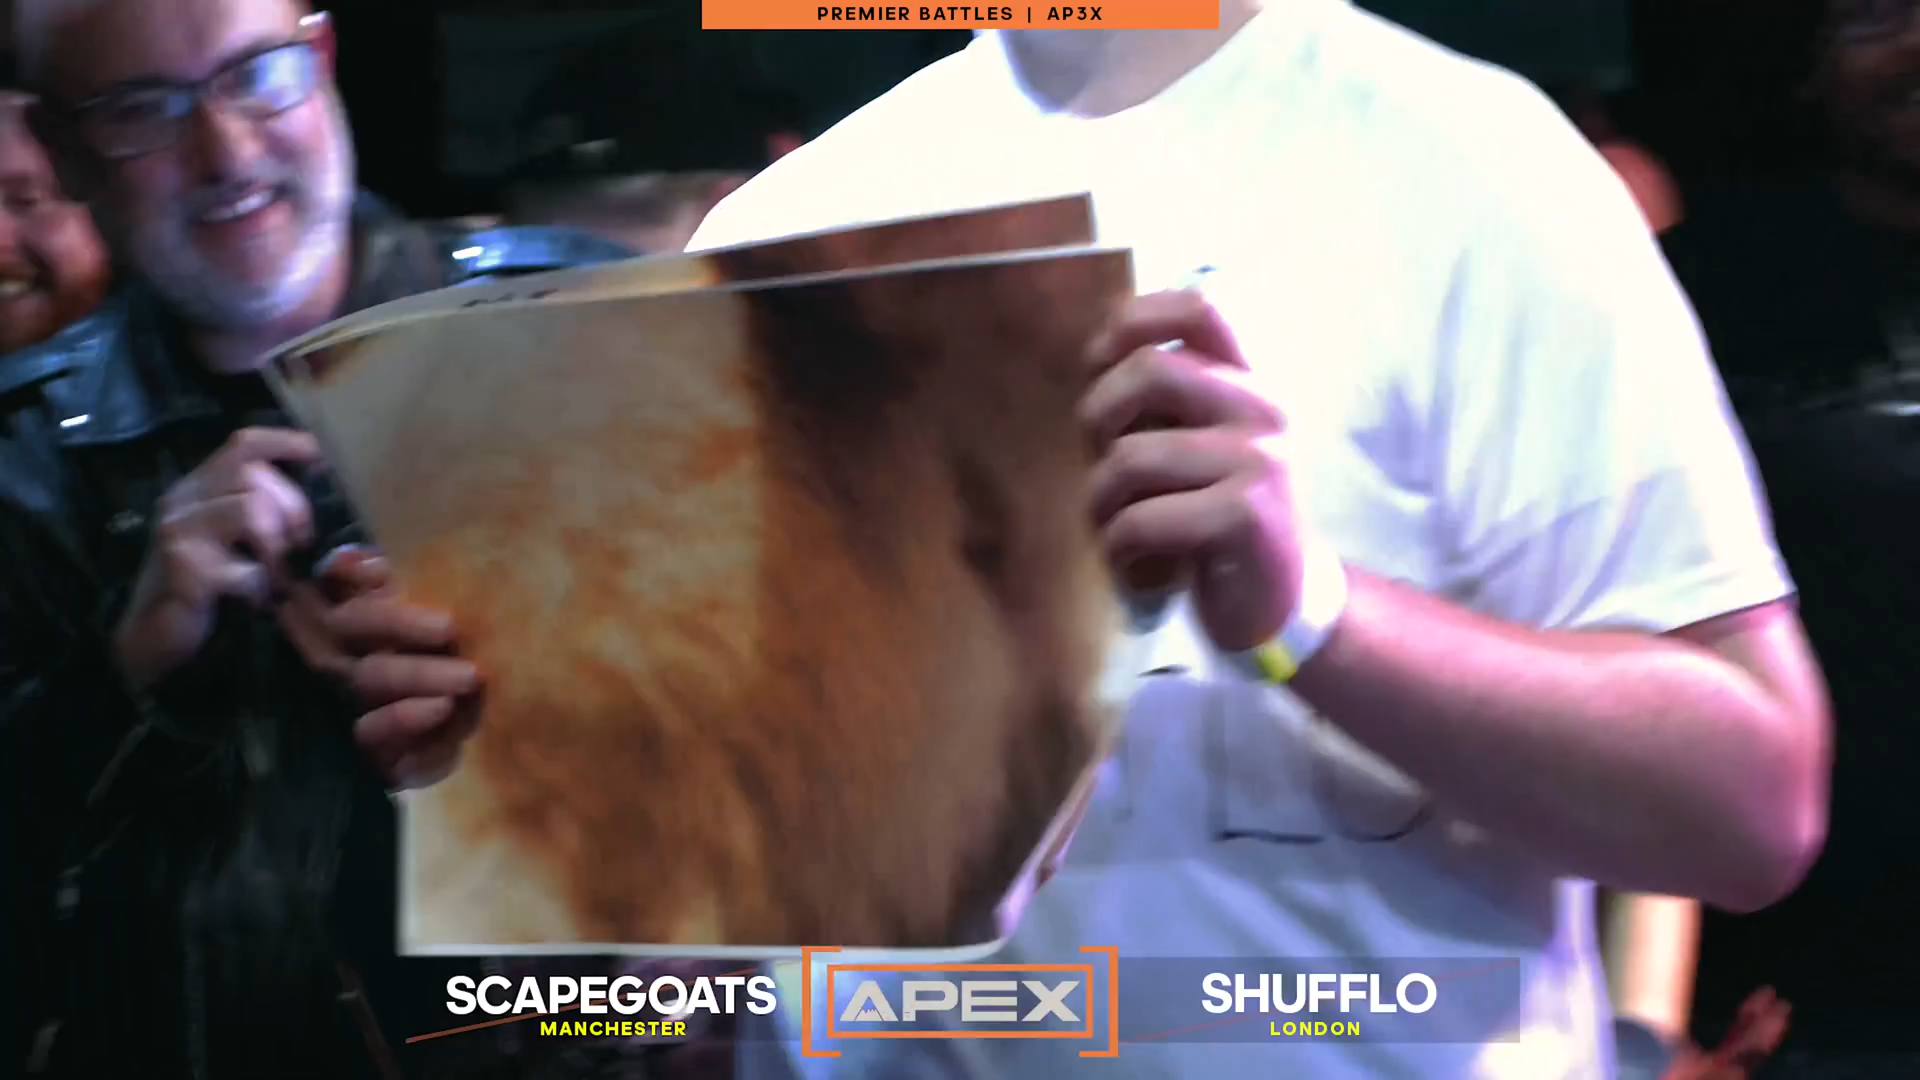 PREMIER BATTLES | AP3X
SCAPEGOATS
MANCHESTER
APEX
SHUFFLO
LONDON